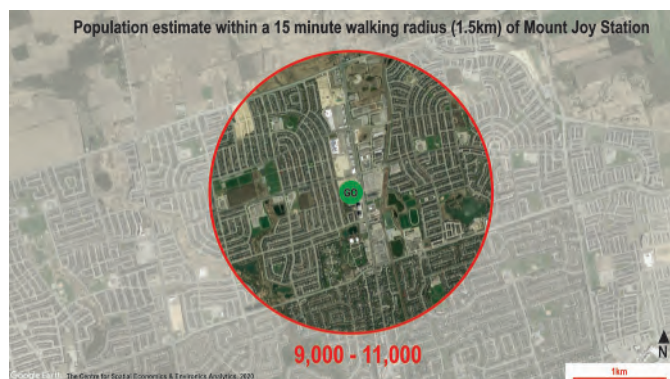 Population estimate within a 15 minute walking radius (1.5km) of Mount Joy Station
GO
9,000 - 11,000
N
Google Earth The Centre for Spatial Economics & Environics Analytics, 2020
1km